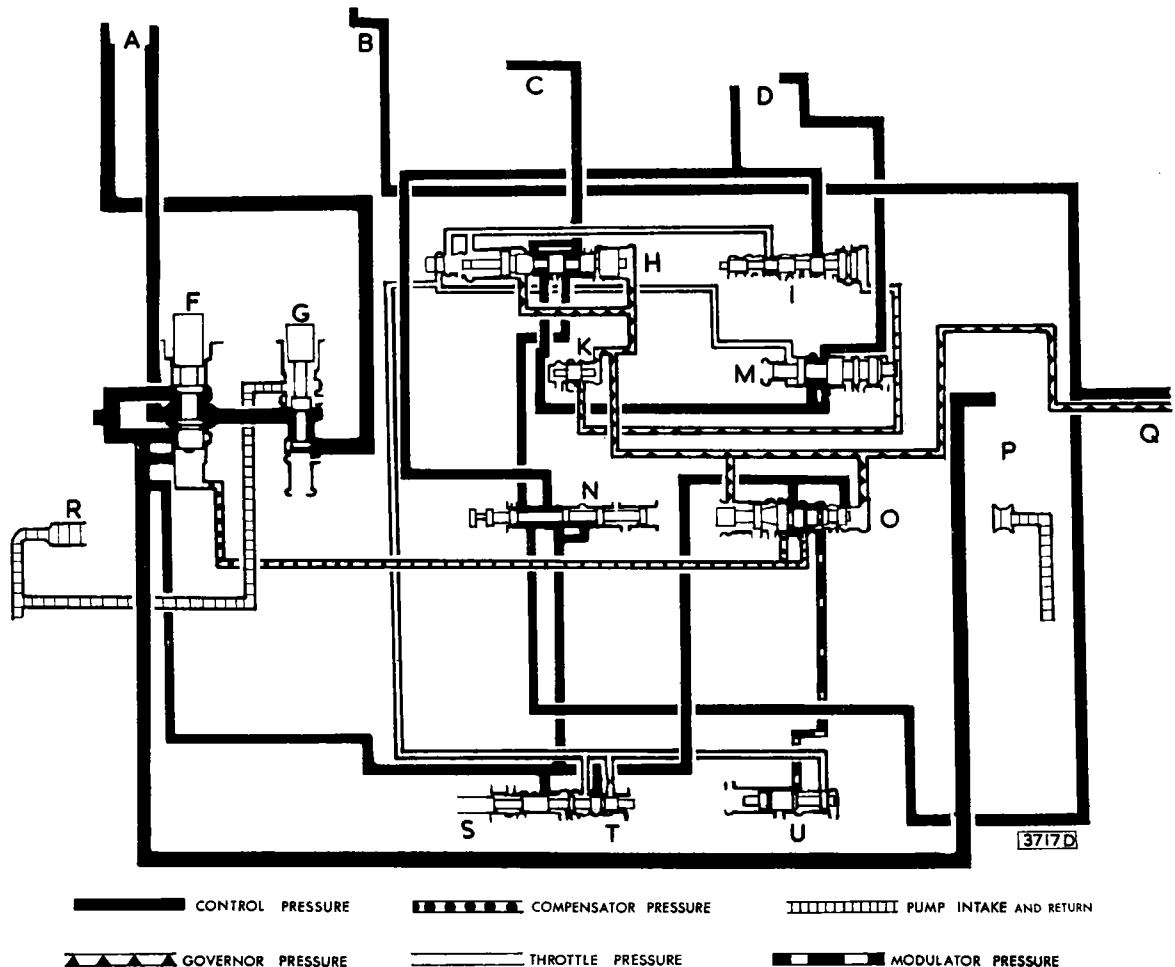 A
B
C
D
F
G
H
I
K
M
N
O
P
Q
R
S
T
U
3717D
CONTROL PRESSURE
COMPENSATOR PRESSURE
PUMP INTAKE AND RETURN
GOVERNOR PRESSURE
THROTTLE PRESSURE
MODULATOR PRESSURE